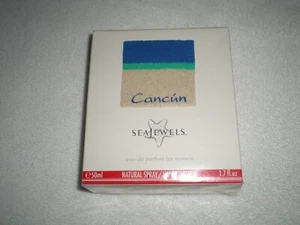 Cancún
SEAJEWELS
eau de parfum for women
e 50ml NATURAL SPRAY 1.7 fl.oz